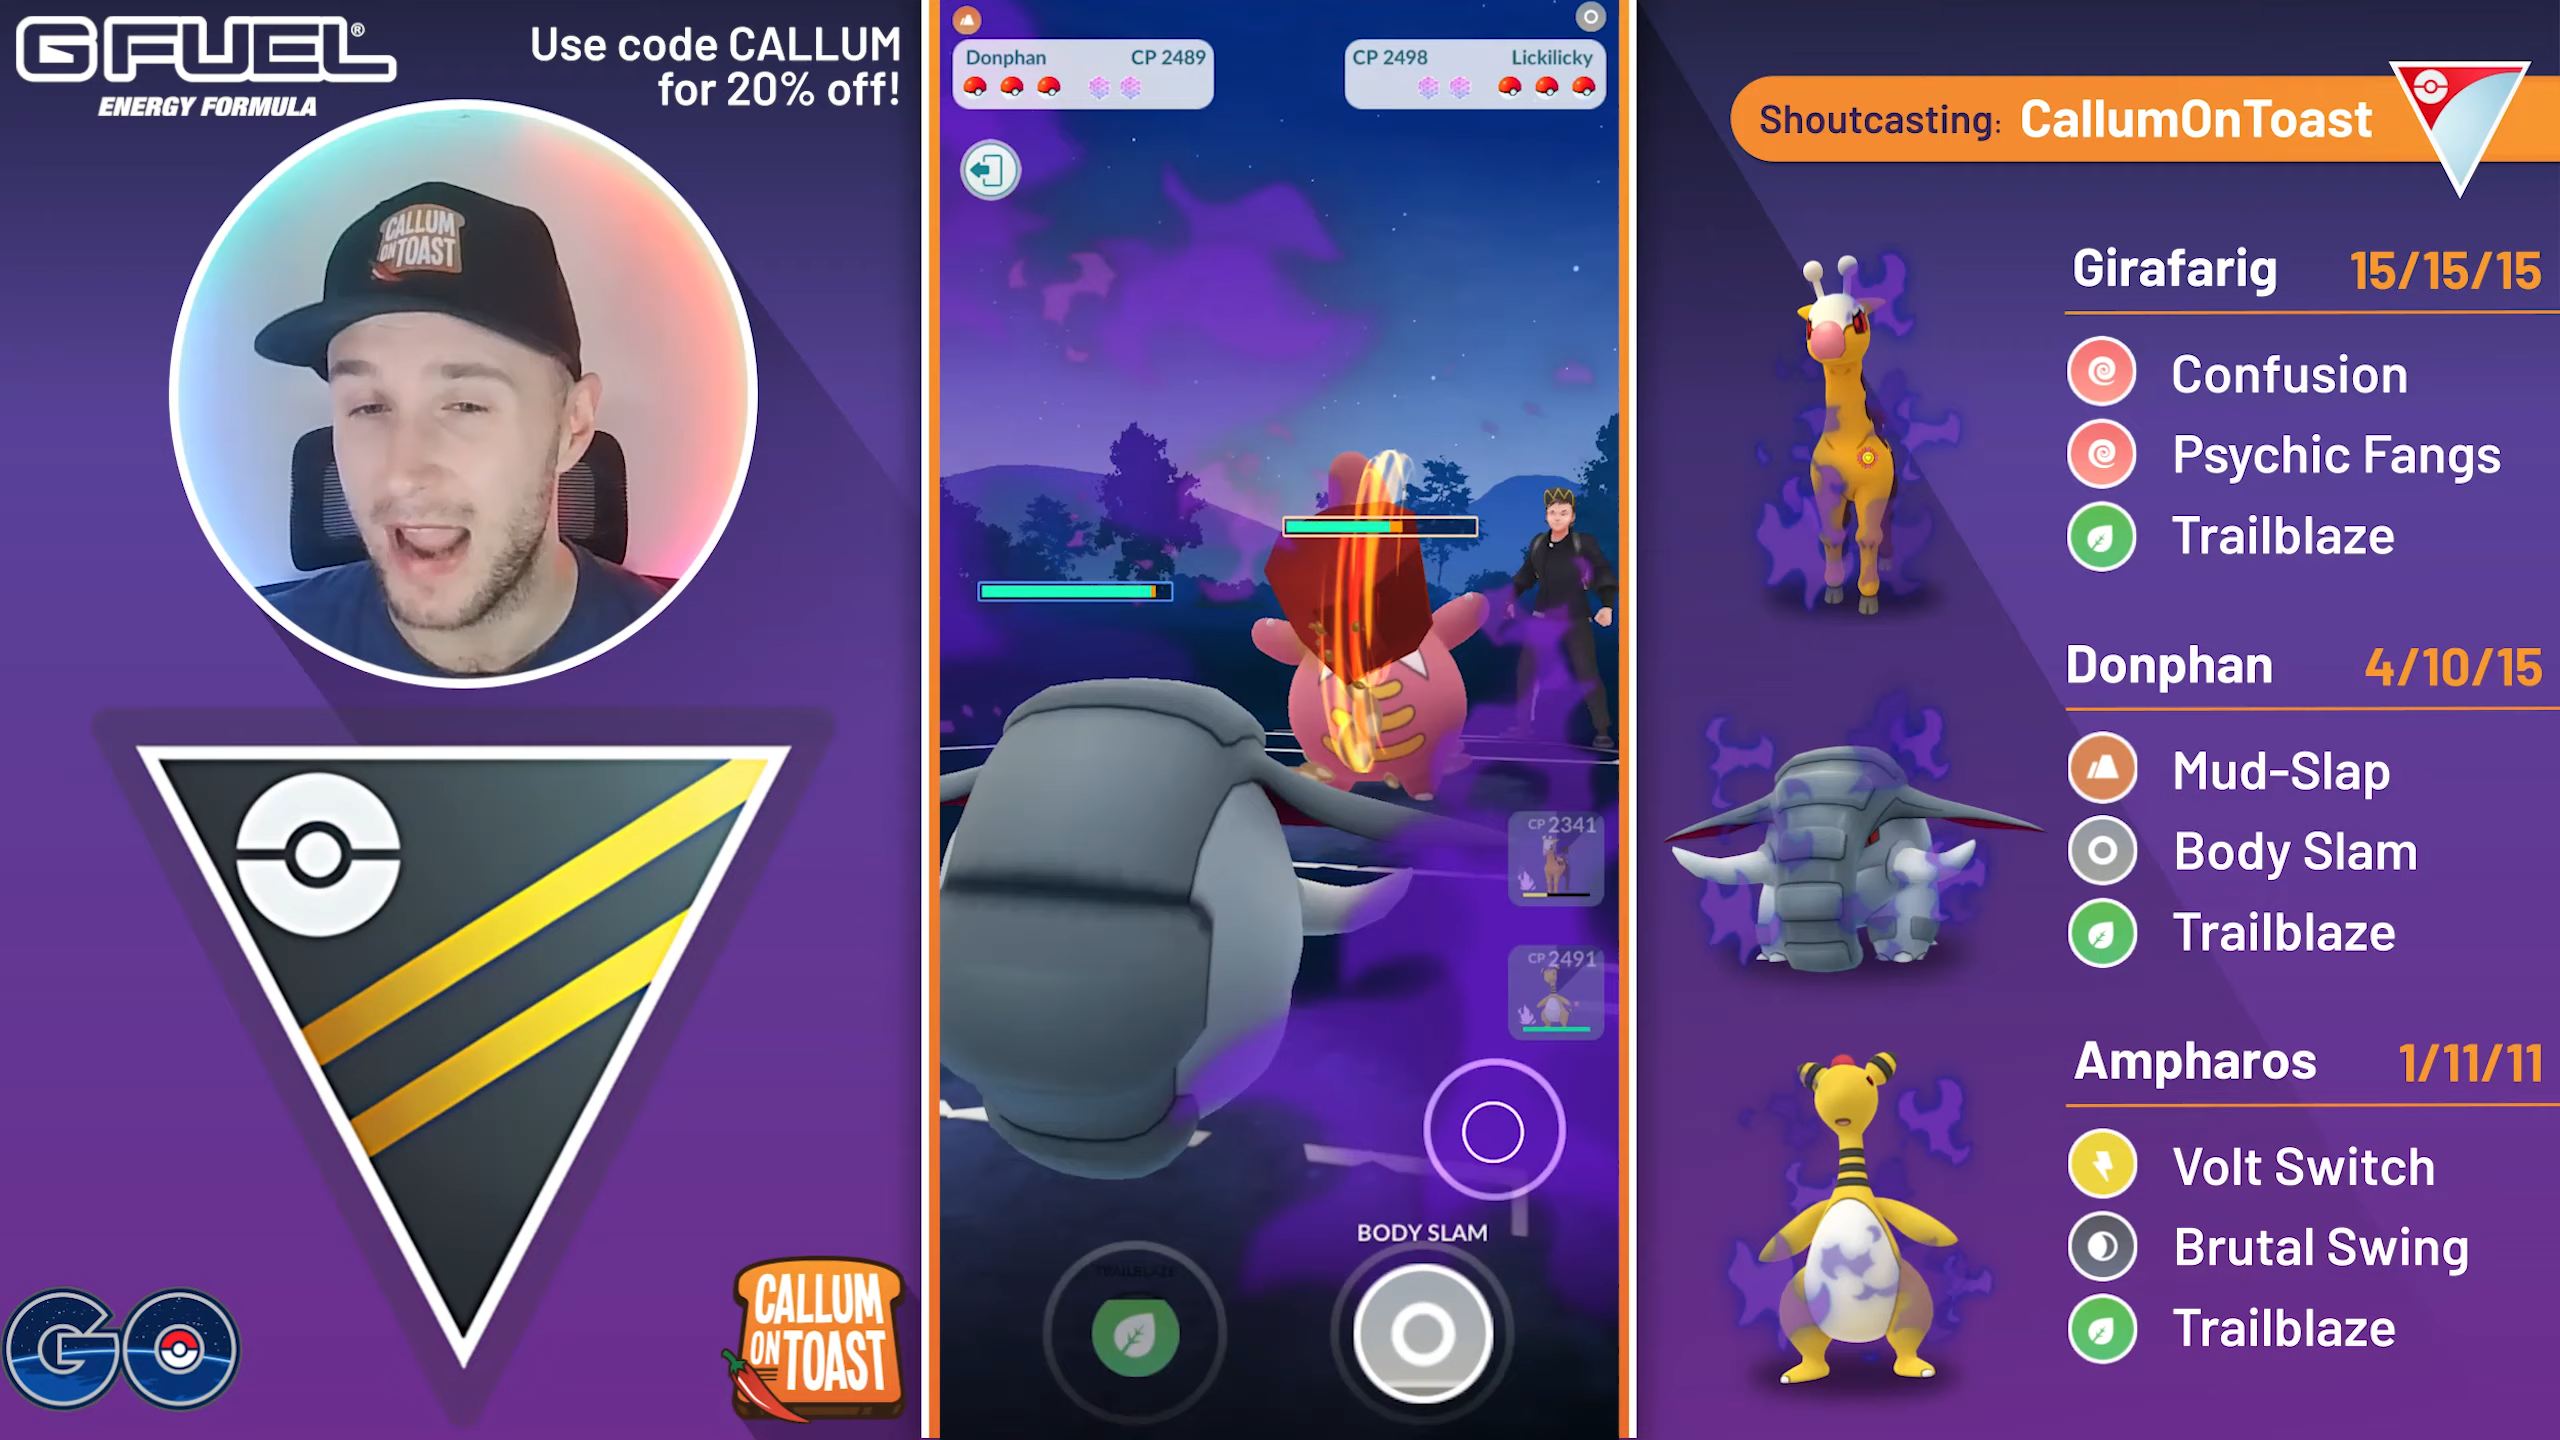 GFUEL®
ENERGY FORMULA
Use code CALLUM
for 20% off!
CALLUM
ON TOAST
GO
CALLUM
ON TOAST
Donphan CP 2489
CP 2498 Lickilicky
CP 2341
CP 2491
BODY SLAM
TRAILBLAZE
Shoutcasting: CallumOnToast
Girafarig 15/15/15
Confusion
Psychic Fangs
Trailblaze
Donphan 4/10/15
Mud-Slap
Body Slam
Trailblaze
Ampharos 1/11/11
Volt Switch
Brutal Swing
Trailblaze